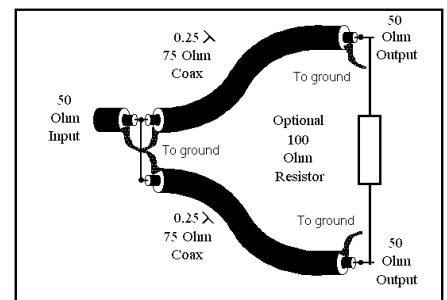 0.25 λ
75 Ohm
Coax
50
Ohm
Output
To ground
50
Ohm
Input
To ground
Optional
100
Ohm
Resistor
0.25 λ
75 Ohm
Coax
To ground
50
Ohm
Output